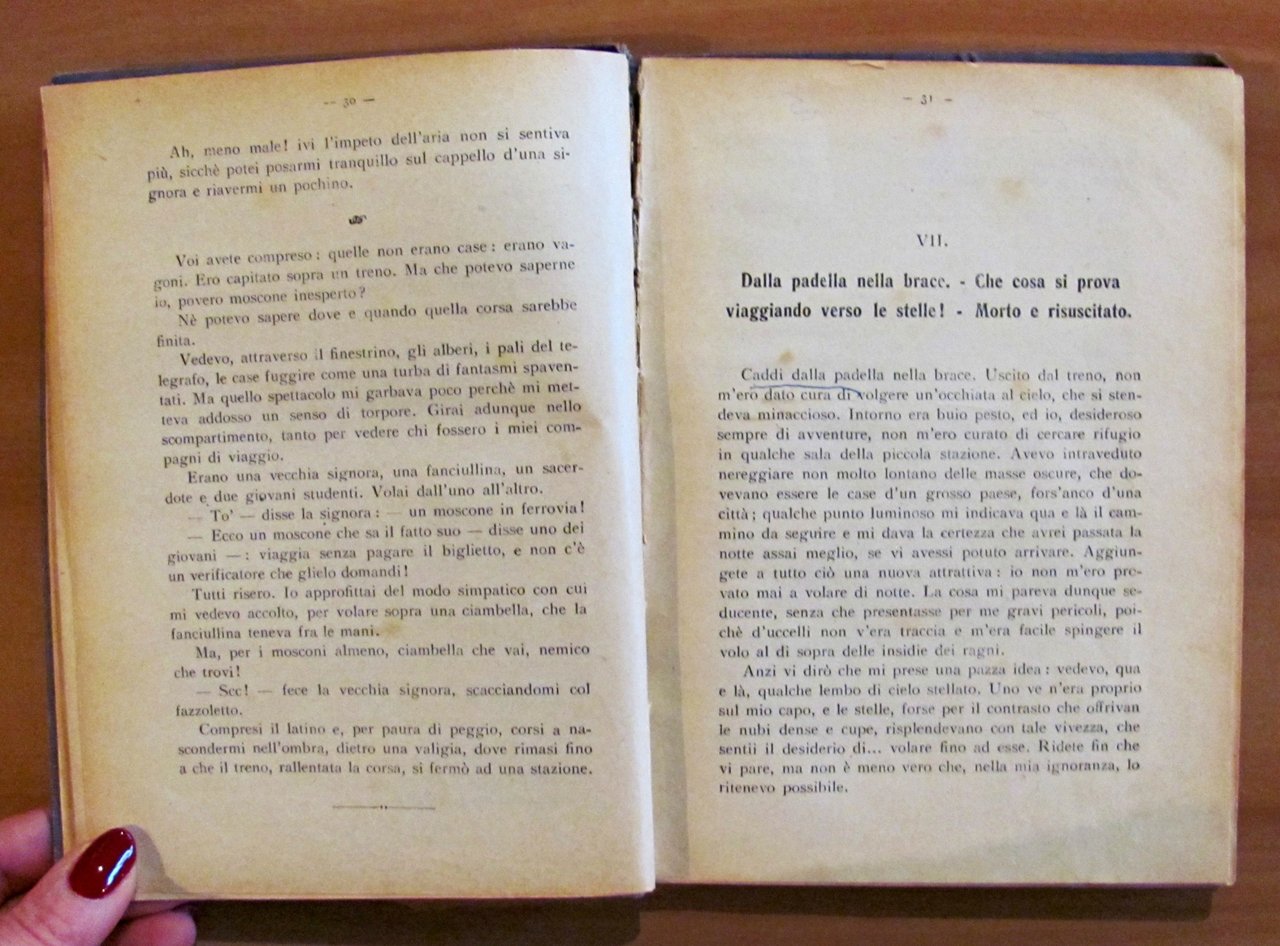 -- 30 —
Ah, meno male! ivi l'impeto dell'aria non si sentiva
più, sicchè potei posarmi tranquillo sul cappello d'una si-
gnora e riavermi un pochino.
Voi avete compreso: quelle non erano case: erano va-
goni. Ero capitato sopra un treno. Ma che potevo saperne
io, povero moscone inesperto?
Nè potevo sapere dove e quando quella corsa sarebbe
finita.
Vedevo, attraverso il finestrino, gli alberi, i pali del te-
legrafo, le case fuggire come una turba di fantasmi spaven-
tati. Ma quello spettacolo mi garbava poco perchè mi met-
teva addosso un senso di torpore. Girai adunque nello
scompartimento, tanto per vedere chi fossero i miei com-
pagni di viaggio.
Erano una vecchia signora, una fanciullina, un sacer-
dote e due giovani studenti. Volai dall'uno all'altro.
— To' — disse la signora: — un moscone in ferrovia!
— Ecco un moscone che sa il fatto suo — disse uno dei
giovani —: viaggia senza pagare il biglietto, e non c'è
un verificatore che glielo domandi!
Tutti risero. Io approfittai del modo simpatico con cui
mi vedevo accolto, per volare sopra una ciambella, che la
fanciullina teneva fra le mani.
Ma, per i mosconi almeno, ciambella che vai, nemico
che trovi!
— Scc! — fece la vecchia signora, scacciandomi col
fazzoletto.
Compresi il latino e, per paura di peggio, corsi a na-
scondermi nell'ombra, dietro una valigia, dove rimasi fino
a che il treno, rallentata la corsa, si fermò ad una stazione.
— 31 —
VII.
Dalla padella nella brace. - Che cosa si prova
viaggiando verso le stelle! - Morto e risuscitato.
Caddi dalla padella nella brace. Uscito dal treno, non
m'ero dato cura di volgere un'occhiata al cielo, che si sten-
deva minaccioso. Intorno era buio pesto, ed io, desideroso
sempre di avventure, non m'ero curato di cercare rifugio
in qualche sala della piccola stazione. Avevo intraveduto
nereggiare non molto lontano delle masse oscure, che do-
vevano essere le case d'un grosso paese, fors'anco d'una
città; qualche punto luminoso mi indicava qua e là il cam-
mino da seguire e mi dava la certezza che avrei passata la
notte assai meglio, se vi avessi potuto arrivare. Aggiun-
gete a tutto ciò una nuova attrattiva: io non m'ero pro-
vato mai a volare di notte. La cosa mi pareva dunque se-
ducente, senza che presentasse per me gravi pericoli, poi-
chè d'uccelli non v'era traccia e m'era facile spingere il
volo al di sopra delle insidie dei ragni.
Anzi vi dirò che mi prese una pazza idea: vedevo, qua
e là, qualche lembo di cielo stellato. Uno ve n'era proprio
sul mio capo, e le stelle, forse per il contrasto che offrivan
le nubi dense e cupe, risplendevano con tale vivezza, che
sentii il desiderio di... volare fino ad esse. Ridete fin che
vi pare, ma non è meno vero che, nella mia ignoranza, lo
ritenevo possibile.